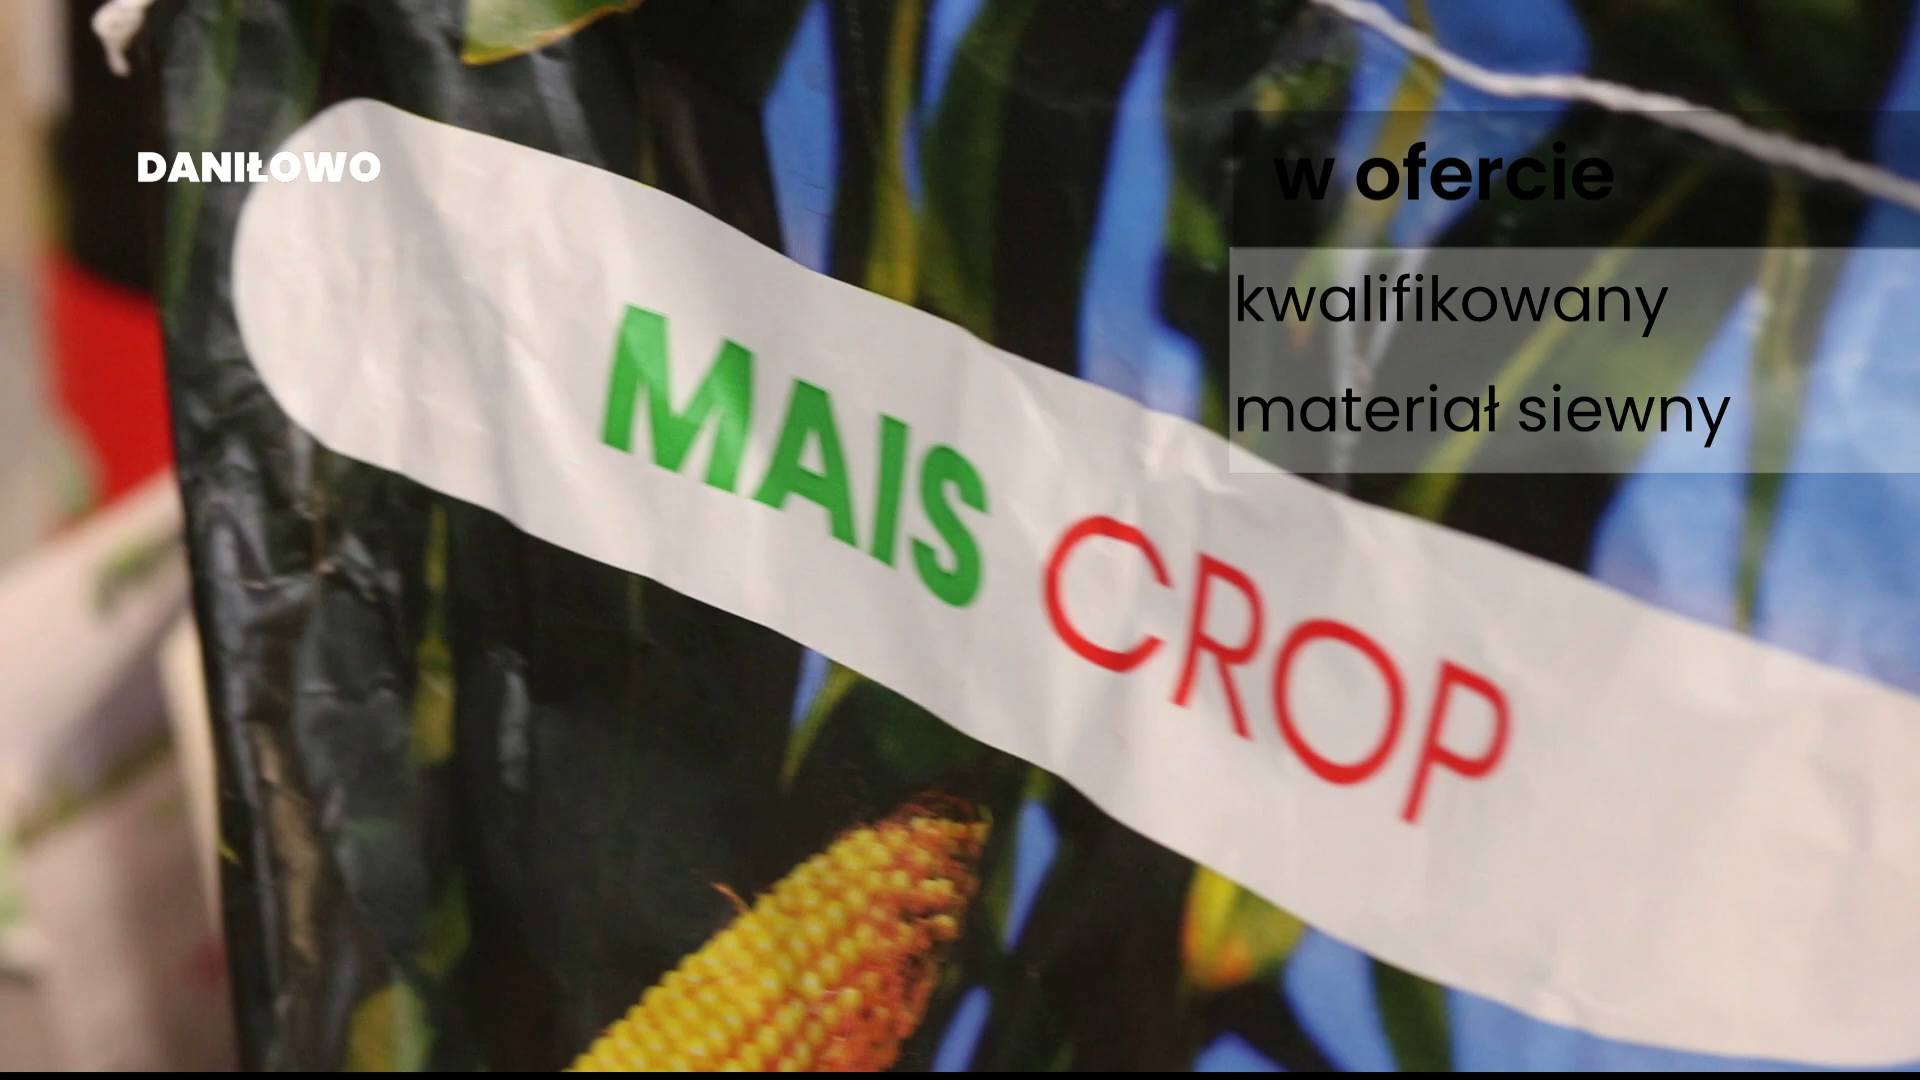 DANIŁOWO
w ofercie
kwalifikowany
materiał siewny
MAIS CROP